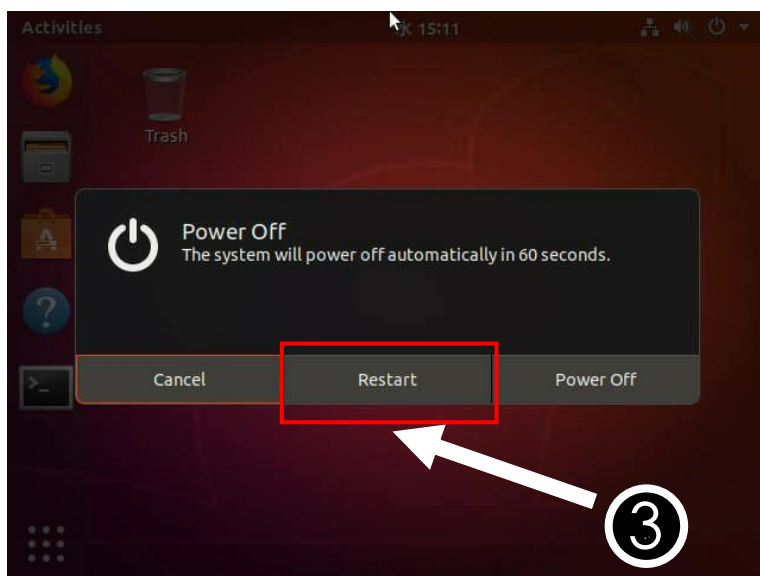 Activities
水 15:11
Trash
Power Off
The system will power off automatically in 60 seconds.
Cancel
Restart
Power Off
3